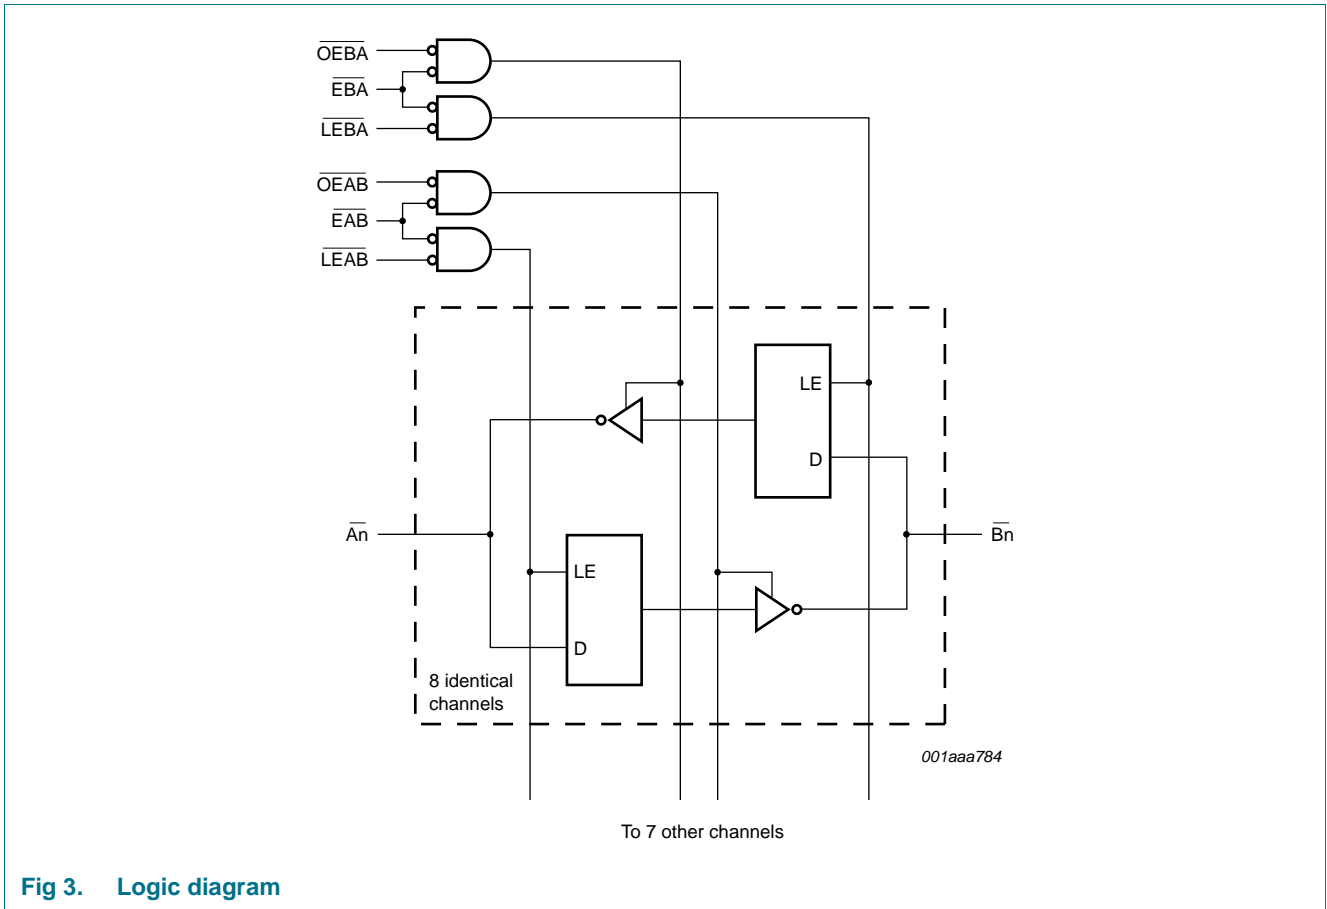 OEBA
EBA
LEBA
OEAB
EAB
LEAB
LE
D
An
Bn
LE
D
8 identical
channels
001aaa784
To 7 other channels
Fig 3. Logic diagram